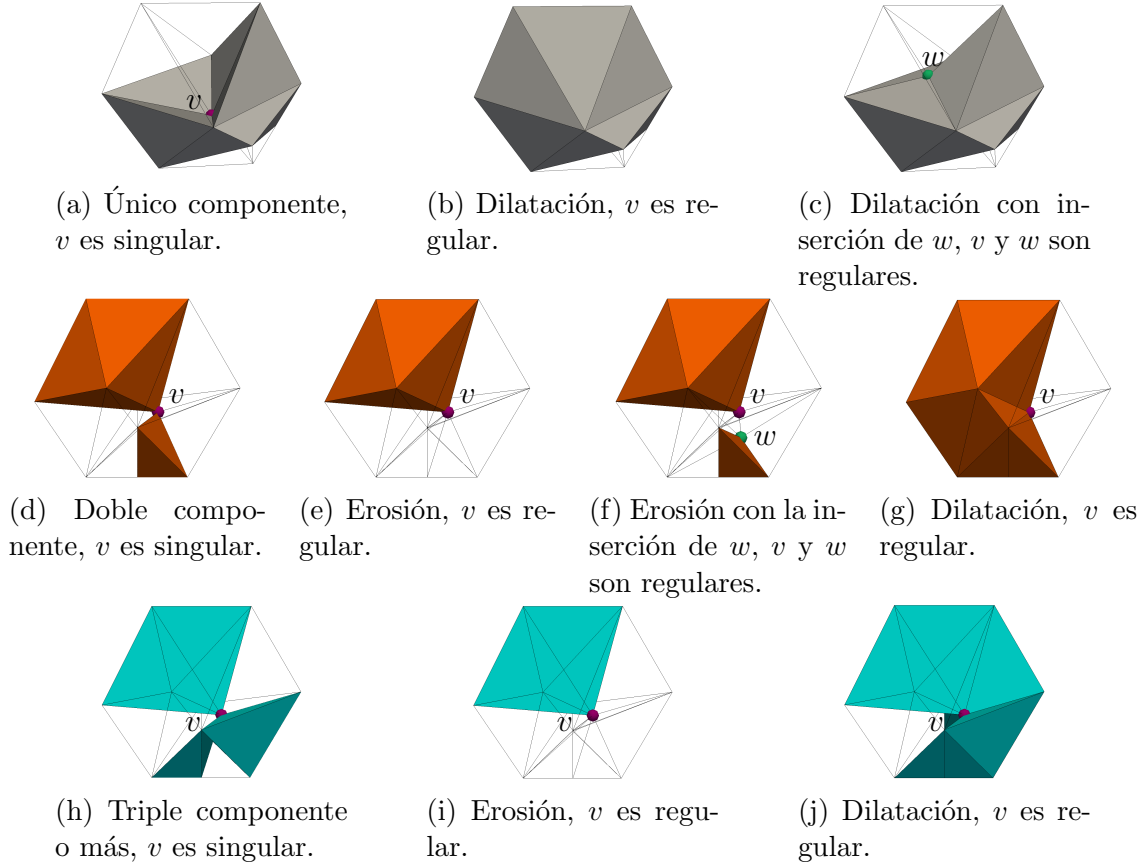 w
v
(a) Único componente,
v es singular.
(b) Dilatación, v es re-
gular.
(c) Dilatación con in-
serción de w, v y w son
regulares.
v
v
v
w
v
(d) Doble compo-
nente, v es singular.
(e) Erosión, v es re-
gular.
(f) Erosión con la in-
serción de w, v y w
son regulares.
(g) Dilatación, v es
regular.
v
v
v
(h) Triple componente
o más, v es singular.
(i) Erosión, v es regu-
lar.
(j) Dilatación, v es re-
gular.